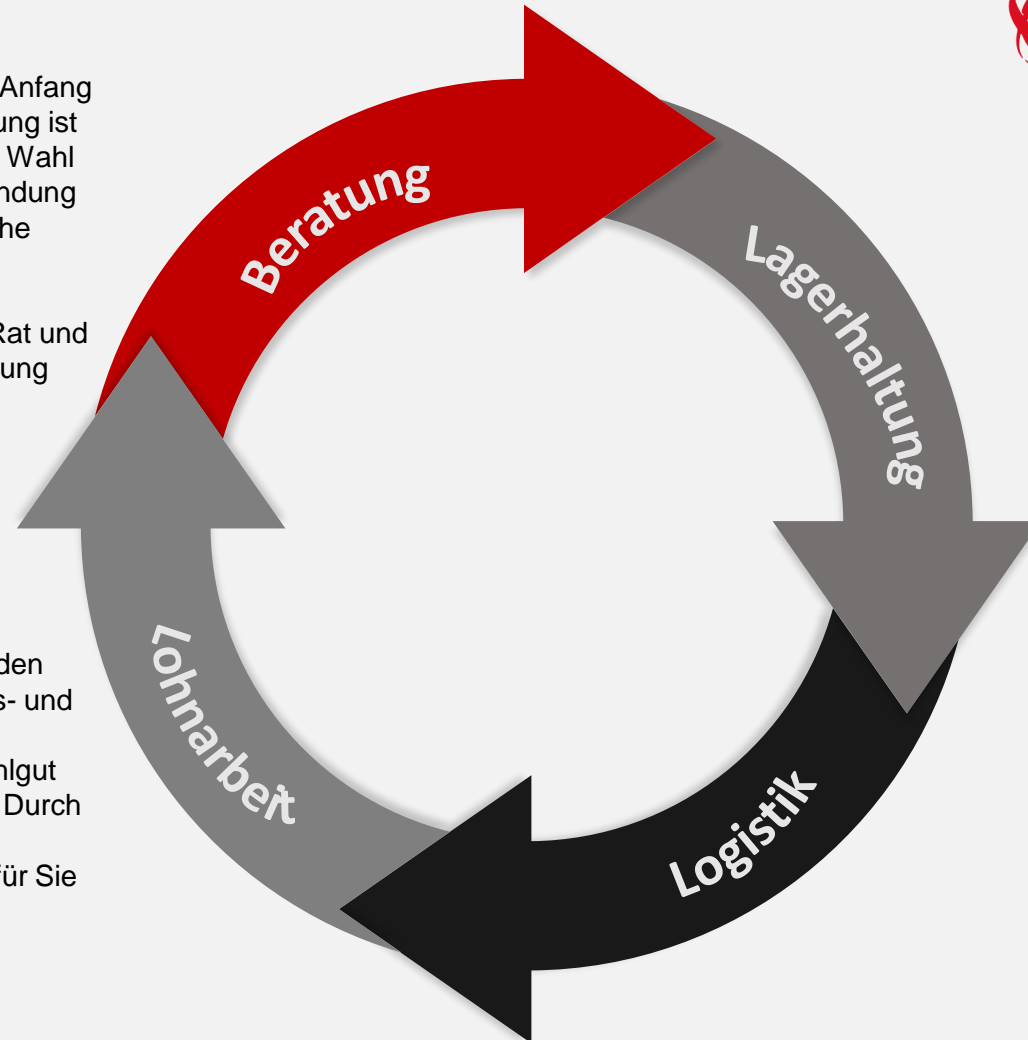 Anfang
ung ist
Wahl
ndung
he
Rat und
ung
den
s- und
hlgut
Durch
für Sie
Beratung
Lagerhaltung
Logistik
Lohnarbeit